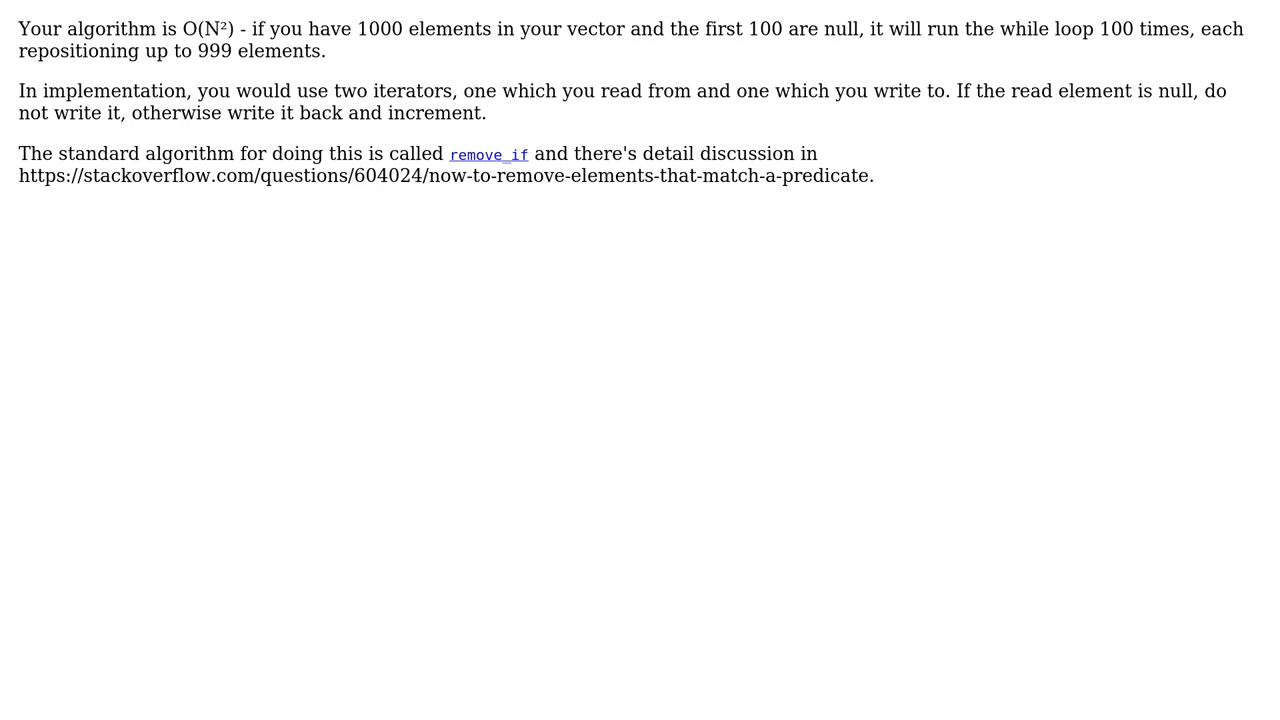 Your algorithm is O(N²) - if you have 1000 elements in your vector and the first 100 are null, it will run the while loop 100 times, each
repositioning up to 999 elements.
In implementation, you would use two iterators, one which you read from and one which you write to. If the read element is null, do
not write it, otherwise write it back and increment.
The standard algorithm for doing this is called remove_if and there's detail discussion in
https://stackoverflow.com/questions/604024/now-to-remove-elements-that-match-a-predicate.